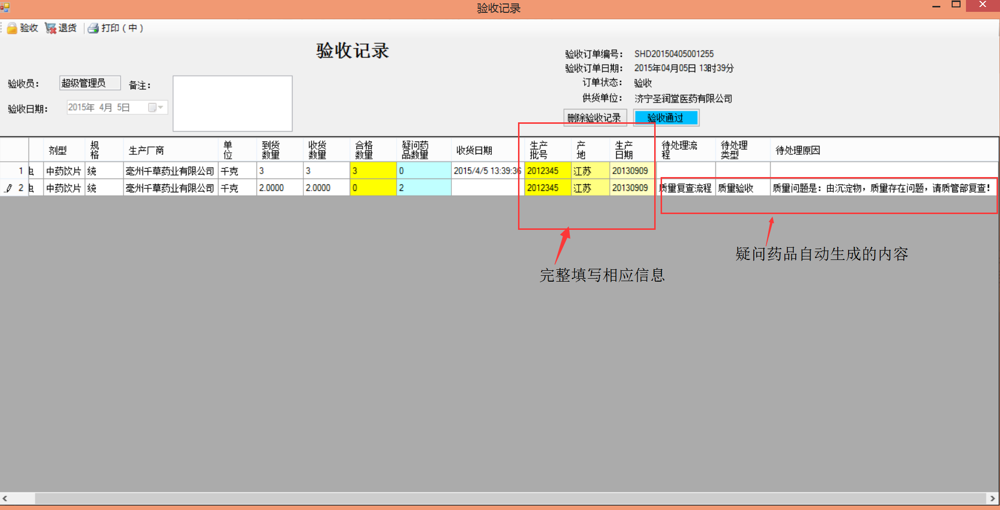 验收记录
验收 退货 打印（中）
验收记录
验收订单编号： SHD20150405001255
验收订单日期： 2015年04月05日 13时39分
订单状态： 验收
供货单位： 济宁圣润堂医药有限公司
验收员： 超级管理员 备注：
验收日期： 2015年 4月 5日
删除验收记录 验收通过
剂型 规格 生产厂商 单位 到货数量 收货数量 合格数量 疑问药品数量 收货日期 生产批号 产地 生产日期 待处理流程 待处理类型 待处理原因
1 中药饮片 统 亳州千草药业有限公司 千克 3 3 3 0 2015/4/5 13:39:36 2012345 江苏 20130909
2 中药饮片 统 亳州千草药业有限公司 千克 2.0000 2.0000 0 2 2012345 江苏 20130909 质量复查流程 质量验收 质量问题是：由沉淀物，质量存在问题，请质管部复查！
疑问药品自动生成的内容
完整填写相应信息